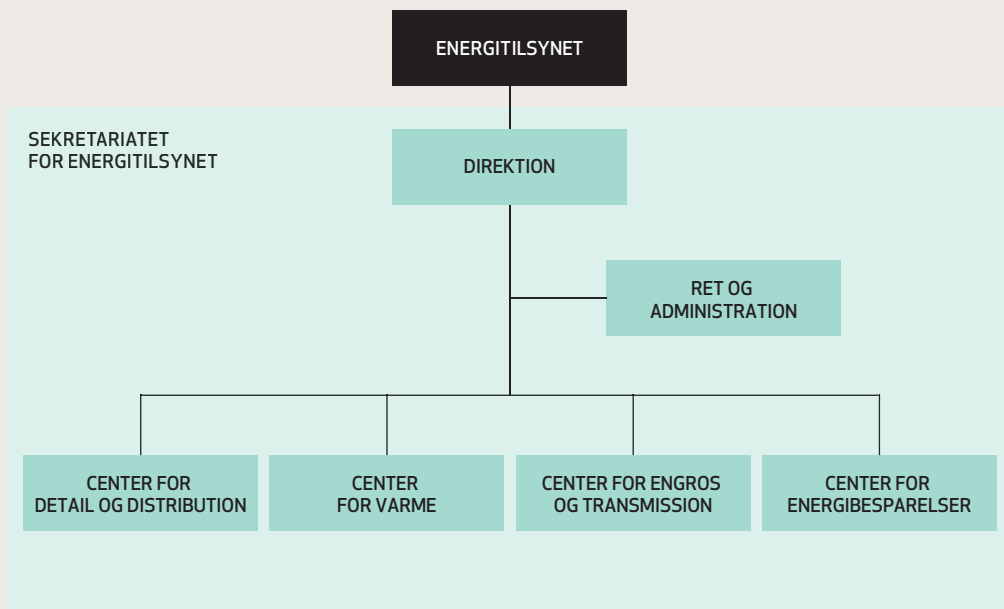 ENERGITILSYNET
SEKRETARIATET
FOR ENERGITILSYNET
DIREKTION
RET OG
ADMINISTRATION
CENTER FOR
DETAIL OG DISTRIBUTION
CENTER
FOR VARME
CENTER FOR ENGROS
OG TRANSMISSION
CENTER FOR
ENERGIBESPARELSER